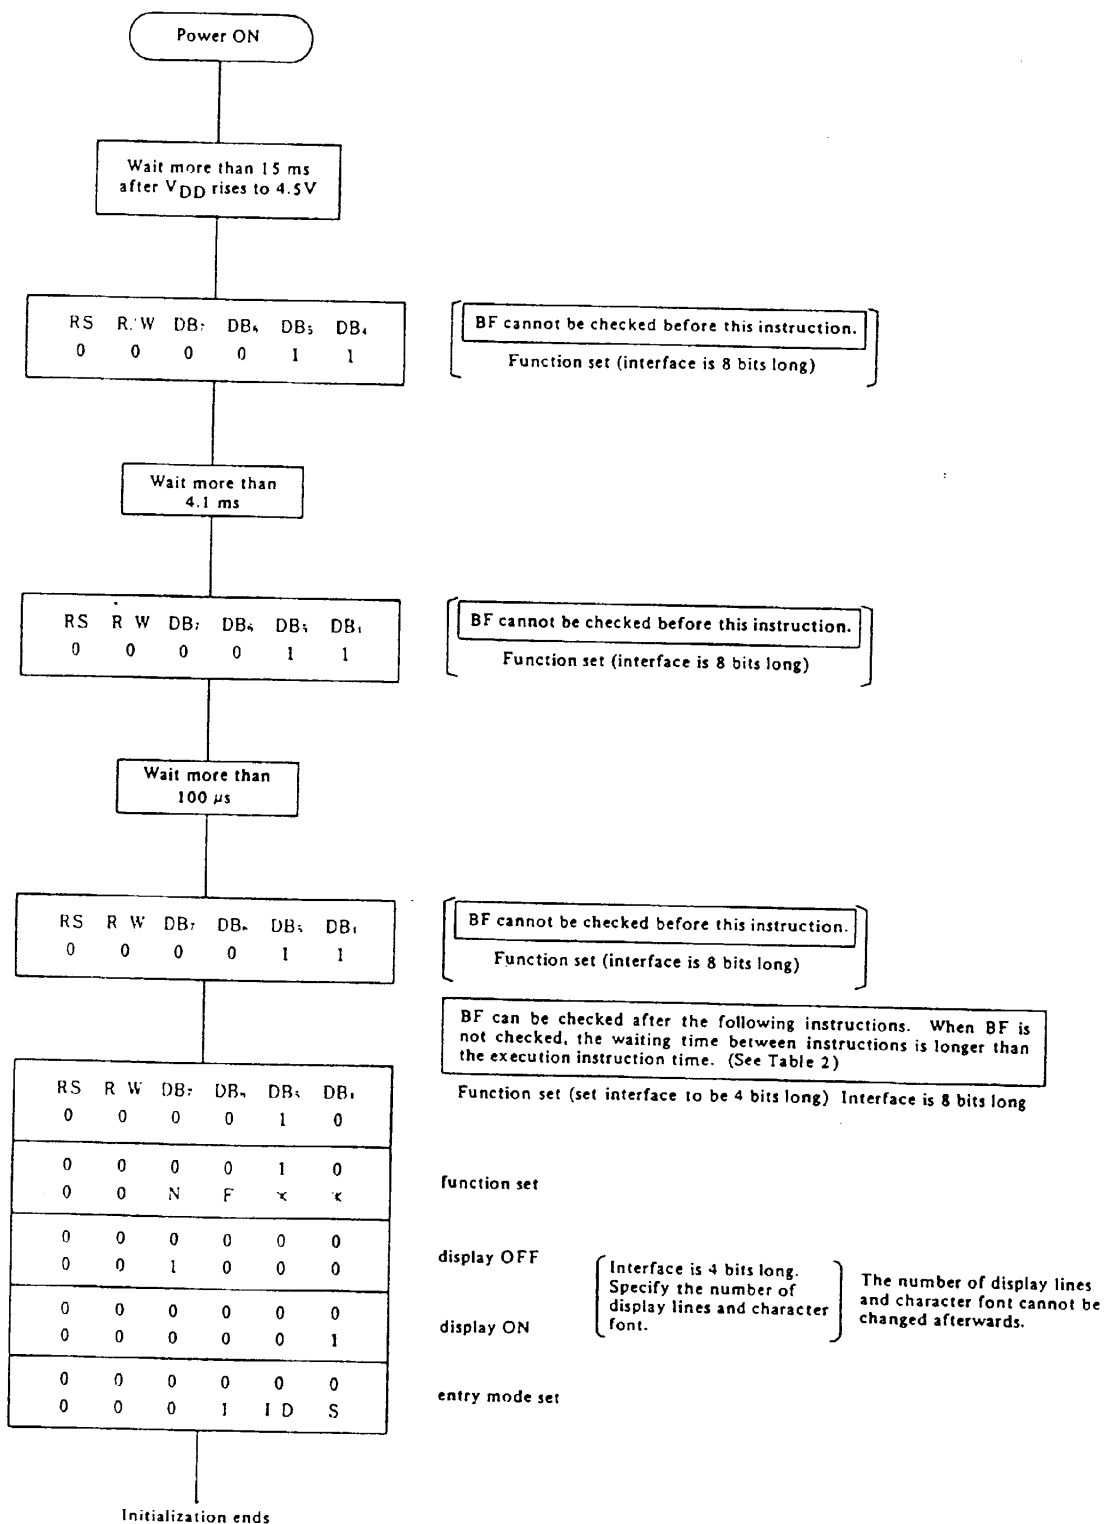 Power ON
Wait more than 15 ms
after VDD rises to 4.5V
RS R/W DB7 DB6 DB5 DB4
0 0 0 0 1 1
BF cannot be checked before this instruction.
Function set (interface is 8 bits long)
Wait more than
4.1 ms
RS R W DB7 DB6 DB5 DB4
0 0 0 0 1 1
BF cannot be checked before this instruction.
Function set (interface is 8 bits long)
Wait more than
100 μs
RS R W DB7 DB6 DB5 DB4
0 0 0 0 1 1
BF cannot be checked before this instruction.
Function set (interface is 8 bits long)
BF can be checked after the following instructions. When BF is
not checked, the waiting time between instructions is longer than
the execution instruction time. (See Table 2)
RS R W DB7 DB6 DB5 DB4
0 0 0 0 1 0
Function set (set interface to be 4 bits long) Interface is 8 bits long
0 0 0 0 1 0
0 0 N F * *
function set
0 0 0 0 0 0
0 0 1 0 0 0
display OFF
0 0 0 0 0 0
0 0 0 0 0 1
display ON
Interface is 4 bits long.
Specify the number of
display lines and character
font.
The number of display lines
and character font cannot be
changed afterwards.
0 0 0 0 0 0
0 0 0 1 I D S
entry mode set
Initialization ends